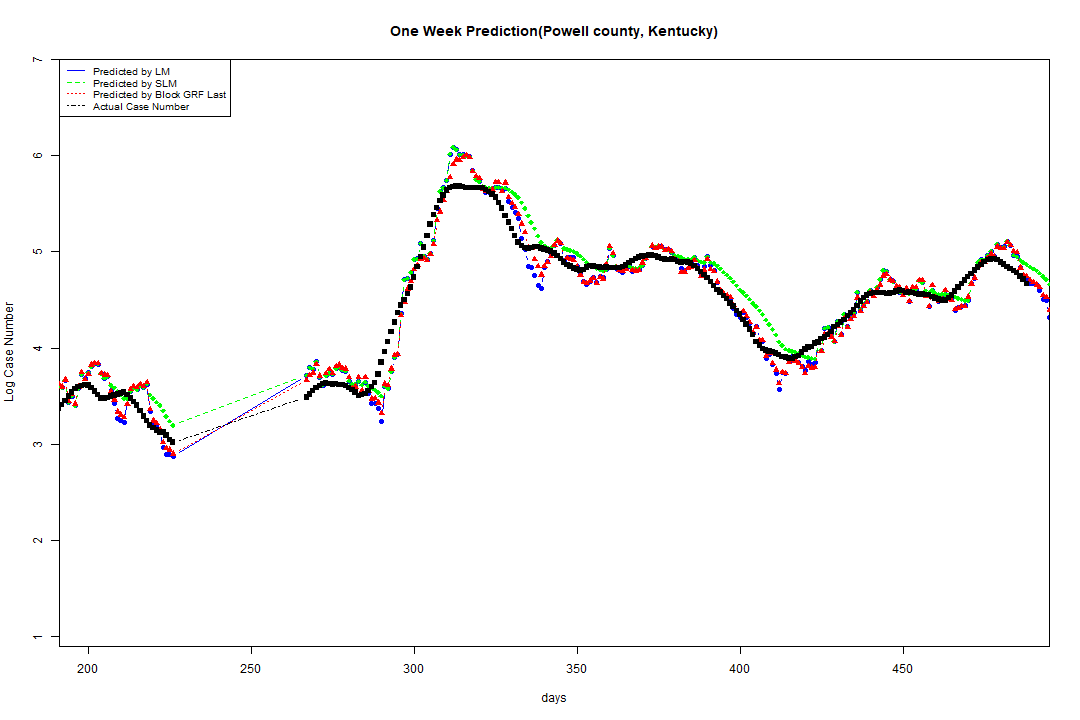 One Week Prediction(Powell county, Kentucky)
Predicted by LM
Predicted by SLM
Predicted by Block GRF Last
Actual Case Number
7
6
5
4
3
2
1
Log Case Number
200 250 300 350 400 450
days